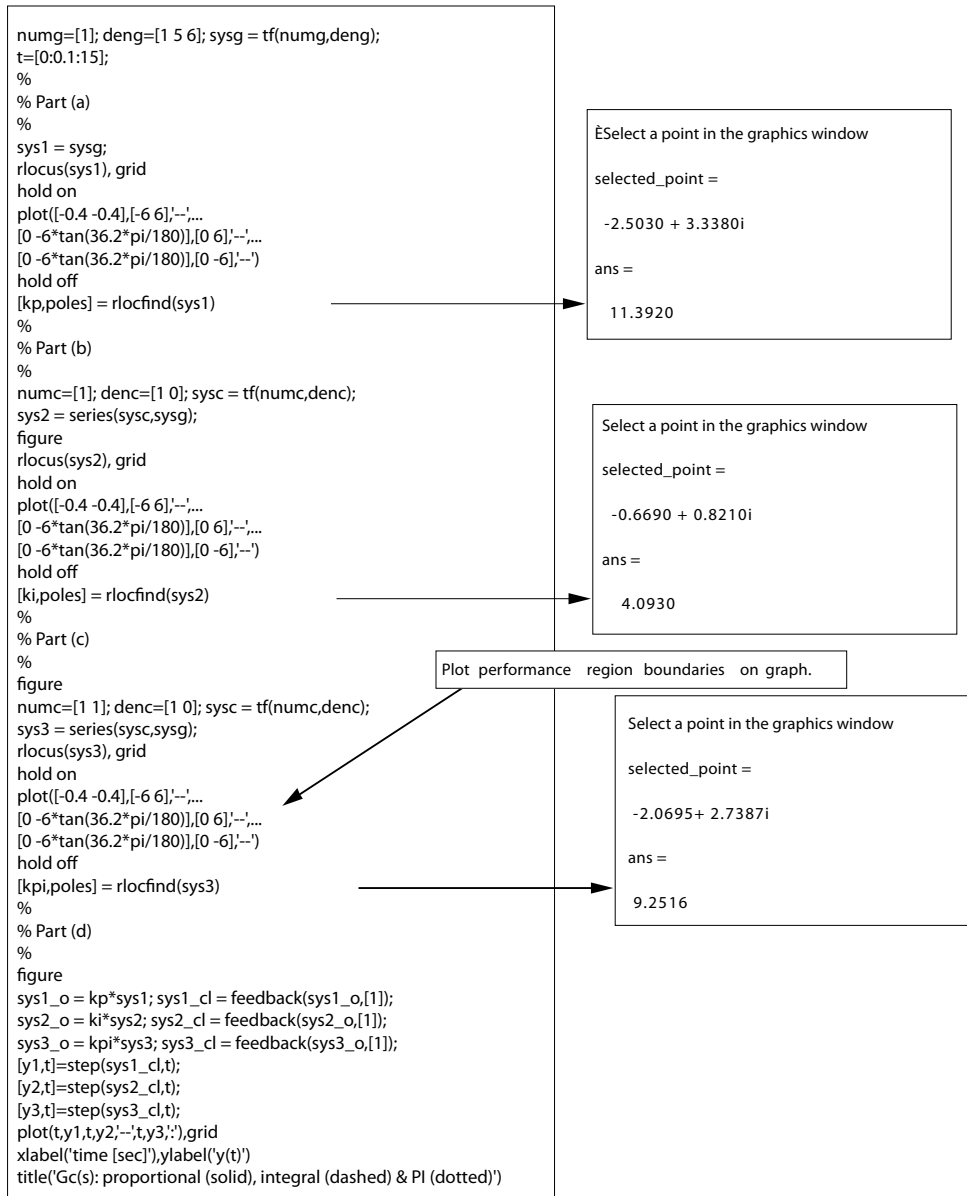 numg=[1]; deng=[1 5 6]; sysg = tf(numg,deng);
t=[0:0.1:15];
%
% Part (a)
%
sys1 = sysg;
rlocus(sys1), grid
hold on
plot([-0.4 -0.4],[-6 6],'--',...
[0 -6*tan(36.2*pi/180)],[0 6],'--',...
[0 -6*tan(36.2*pi/180)],[0 -6],'--')
hold off
[kp,poles] = rlocfind(sys1)
%
% Part (b)
%
numc=[1]; denc=[1 0]; sysc = tf(numc,denc);
sys2 = series(sysc,sysg);
figure
rlocus(sys2), grid
hold on
plot([-0.4 -0.4],[-6 6],'--',...
[0 -6*tan(36.2*pi/180)],[0 6],'--',...
[0 -6*tan(36.2*pi/180)],[0 -6],'--')
hold off
[ki,poles] = rlocfind(sys2)
%
% Part (c)
%
figure
numc=[1 1]; denc=[1 0]; sysc = tf(numc,denc);
sys3 = series(sysc,sysg);
rlocus(sys3), grid
hold on
plot([-0.4 -0.4],[-6 6],'--',...
[0 -6*tan(36.2*pi/180)],[0 6],'--',...
[0 -6*tan(36.2*pi/180)],[0 -6],'--')
hold off
[kpi,poles] = rlocfind(sys3)
%
% Part (d)
%
figure
sys1_o = kp*sys1; sys1_cl = feedback(sys1_o,[1]);
sys2_o = ki*sys2; sys2_cl = feedback(sys2_o,[1]);
sys3_o = kpi*sys3; sys3_cl = feedback(sys3_o,[1]);
[y1,t]=step(sys1_cl,t);
[y2,t]=step(sys2_cl,t);
[y3,t]=step(sys3_cl,t);
plot(t,y1,t,y2,'--',t,y3,':'),grid
xlabel('time [sec]'),ylabel('y(t)')
title('Gc(s): proportional (solid), integral (dashed) & PI (dotted)')
ÈSelect a point in the graphics window
selected_point =
-2.5030 + 3.3380i
ans =
11.3920
Select a point in the graphics window
selected_point =
-0.6690 + 0.8210i
ans =
4.0930
Plot performance region boundaries on graph.
Select a point in the graphics window
selected_point =
-2.0695+ 2.7387i
ans =
9.2516